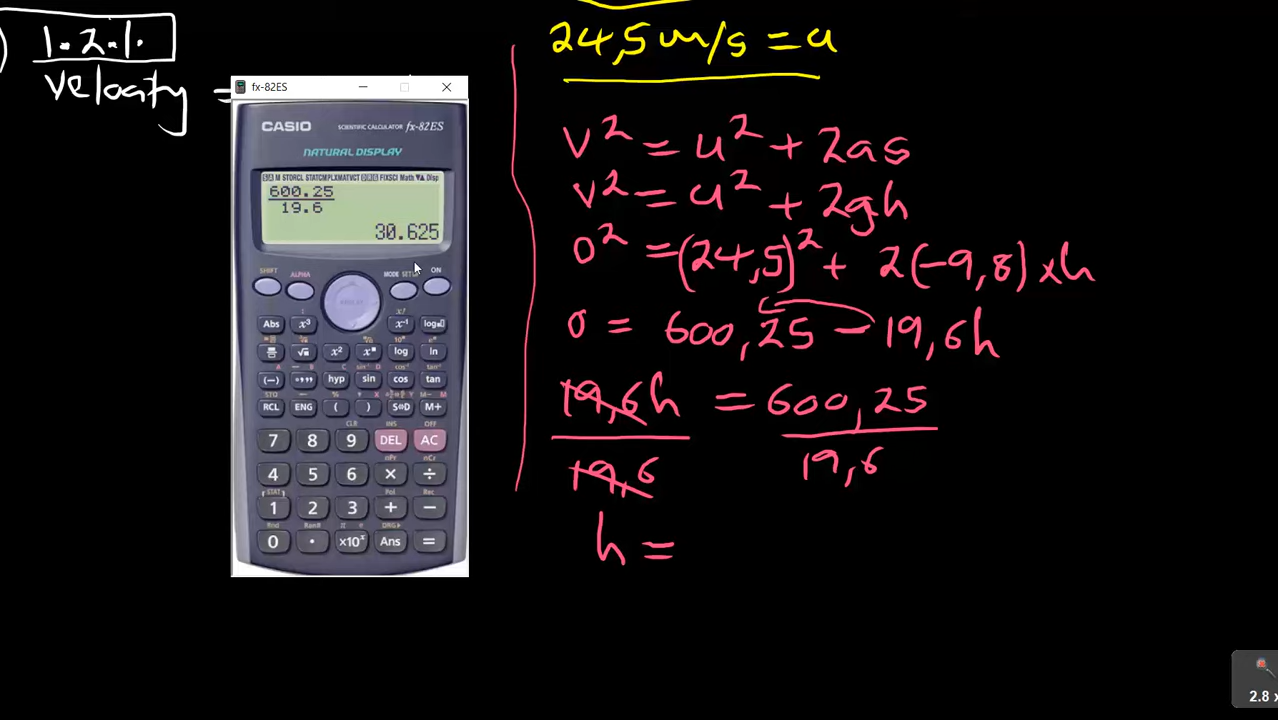 1.2.1.
velocity =
fx-82ES
CASIO SCIENTIFIC CALCULATOR fx-82ES
NATURAL DISPLAY
600.25
19.6
30.625
SHIFT ALPHA MODE SETUP ON
Abs x³ x⁻¹ log
√ x² log ln
(−) hyp sin cos tan
RCL ENG ( ) S⇔D M+
7 8 9 DEL AC
4 5 6 × ÷
1 2 3 + −
0 . ×10ˣ Ans =
24,5 m/s = u
v² = u² + 2as
v² = u² + 2gh
0² = (24,5)² + 2(-9,8) × h
0 = 600,25 - 19,6h
19,6h = 600,25
19,6 19,6
h =
2.8 x